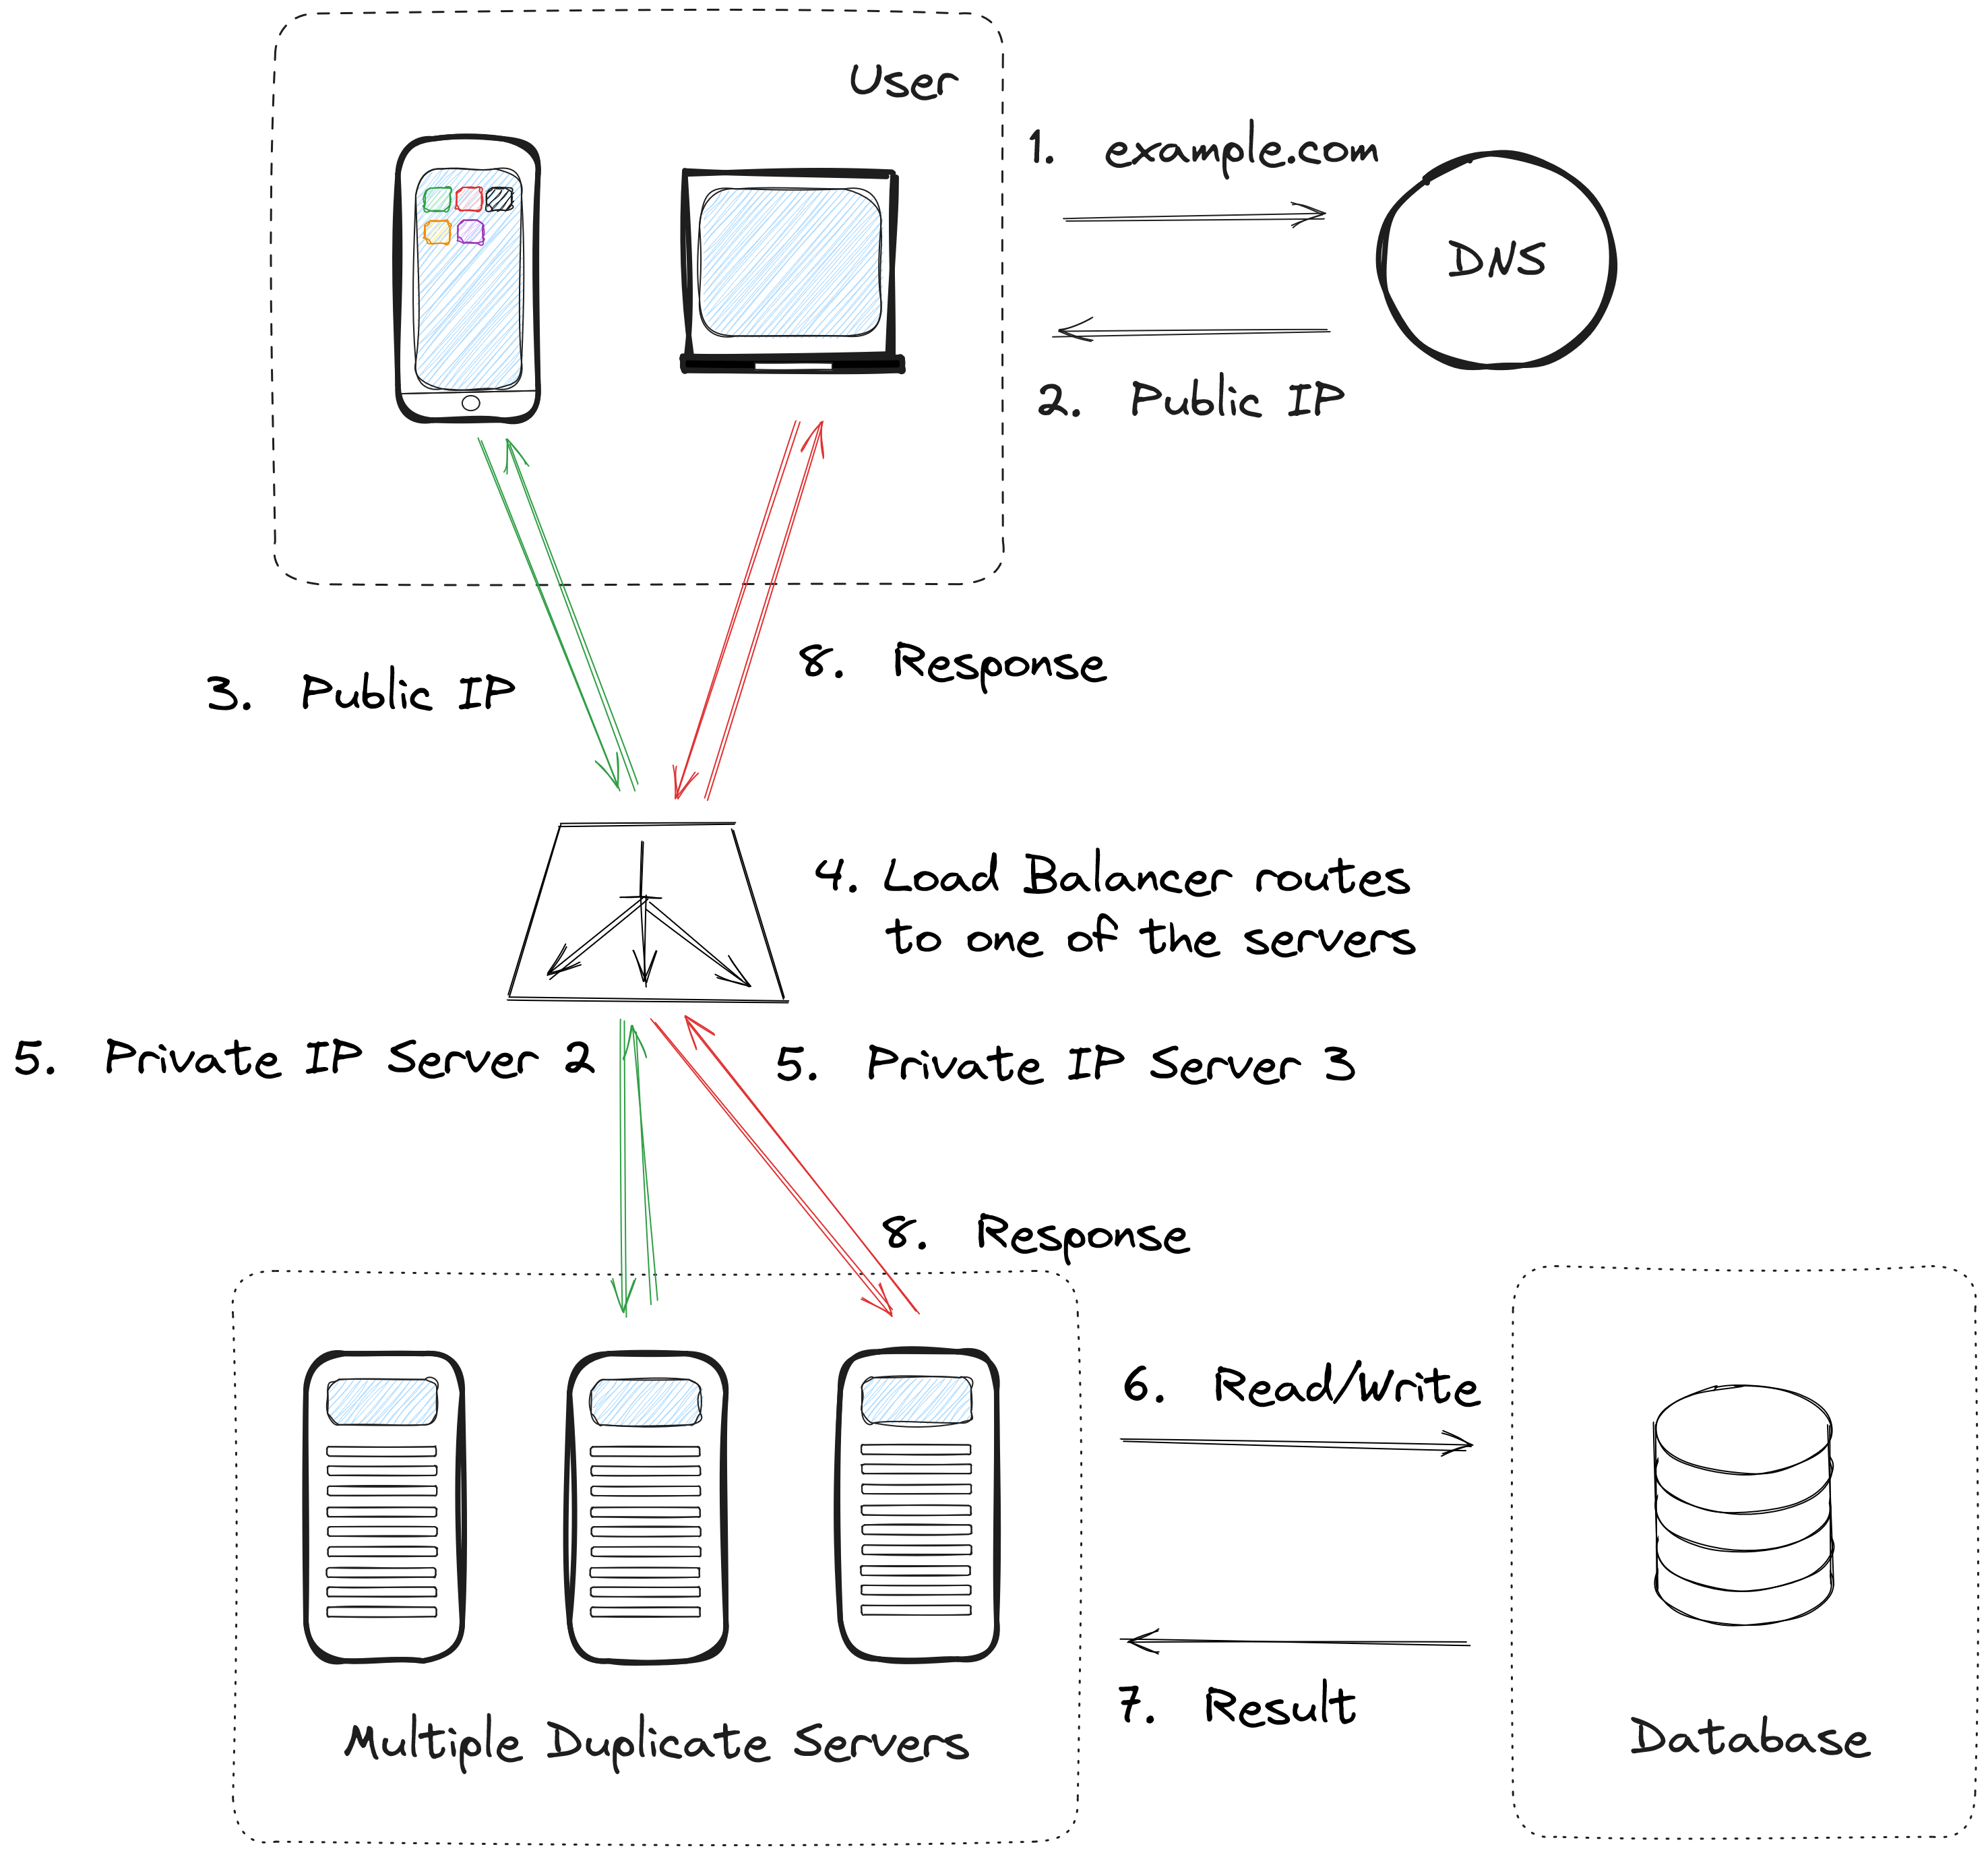 User
1. example.com
DNS
2. Public IP
8. Response
3. Public IP
4. Load Balancer routes
to one of the servers
5. Private IP Server 2
5. Private IP Server 3
8. Response
6. Read/Write
7. Result
Multiple Duplicate Servers
Database